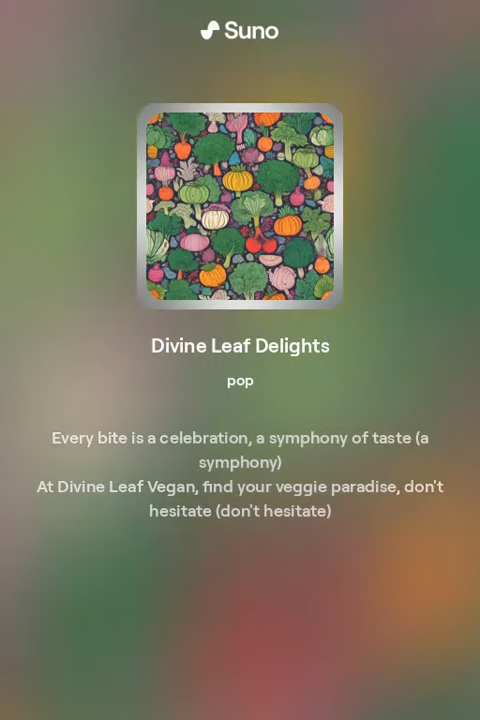 Suno
Divine Leaf Delights
pop
Every bite is a celebration, a symphony of taste (a
symphony)
At Divine Leaf Vegan, find your veggie paradise, don't
hesitate (don't hesitate)